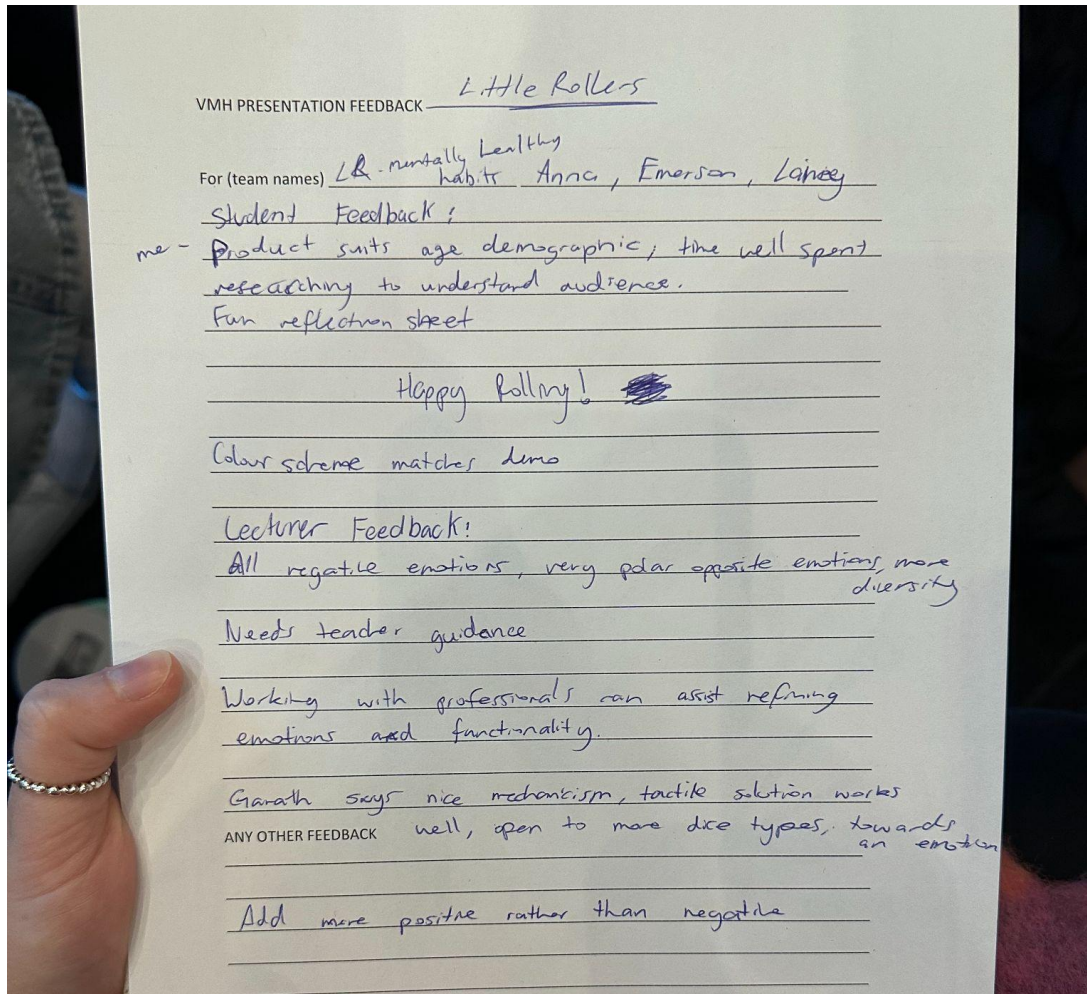 VMH PRESENTATION FEEDBACK Little Rollers
For (team names) LR - mentally healthy habits Anna, Emerson, Lainey
Student Feedback:
me - Product suits age demographic; time well spent
researching to understand audience.
Fun reflection sheet
Happy Rolling!
Colour scheme matches demo
Lecturer Feedback:
All negative emotions, very polar opposite emotions, more
diversity
Needs teacher guidance
Working with professionals can assist refining
emotions and functionality.
Garath says nice mechanicism, tactile solution works
ANY OTHER FEEDBACK well, open to more dice types, towards
an emotion
Add more positive rather than negative